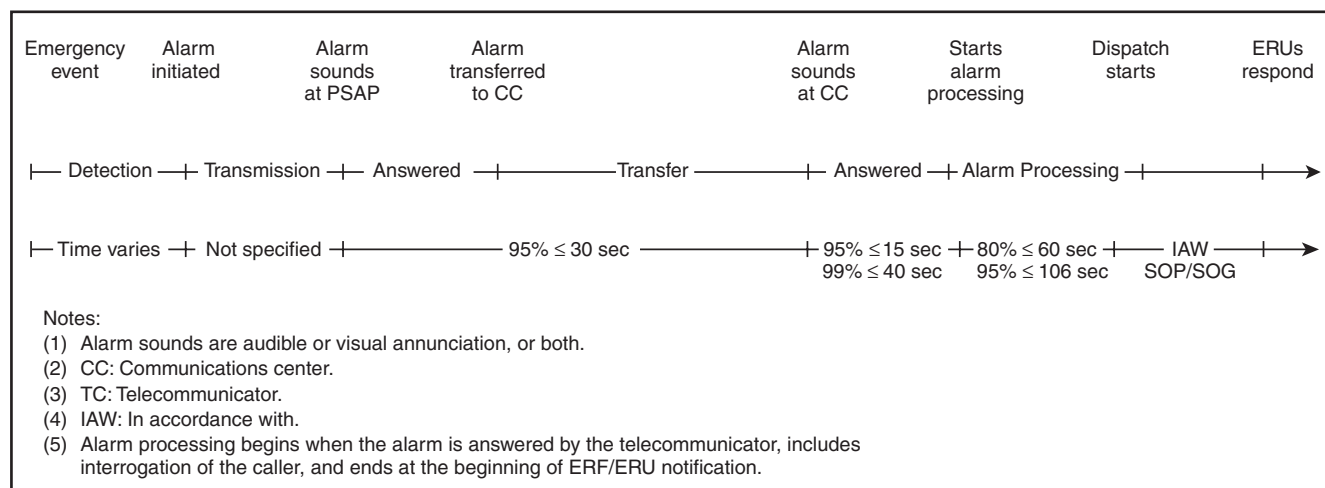 Emergency event
Alarm initiated
Alarm sounds at PSAP
Alarm transferred to CC
Alarm sounds at CC
Starts alarm processing
Dispatch starts
ERUs respond
Detection
Transmission
Answered
Transfer
Answered
Alarm Processing
Time varies
Not specified
95% ≤ 30 sec
95% ≤15 sec
99% ≤ 40 sec
80% ≤ 60 sec
95% ≤ 106 sec
IAW
SOP/SOG
Notes:
(1) Alarm sounds are audible or visual annunciation, or both.
(2) CC: Communications center.
(3) TC: Telecommunicator.
(4) IAW: In accordance with.
(5) Alarm processing begins when the alarm is answered by the telecommunicator, includes
interrogation of the caller, and ends at the beginning of ERF/ERU notification.